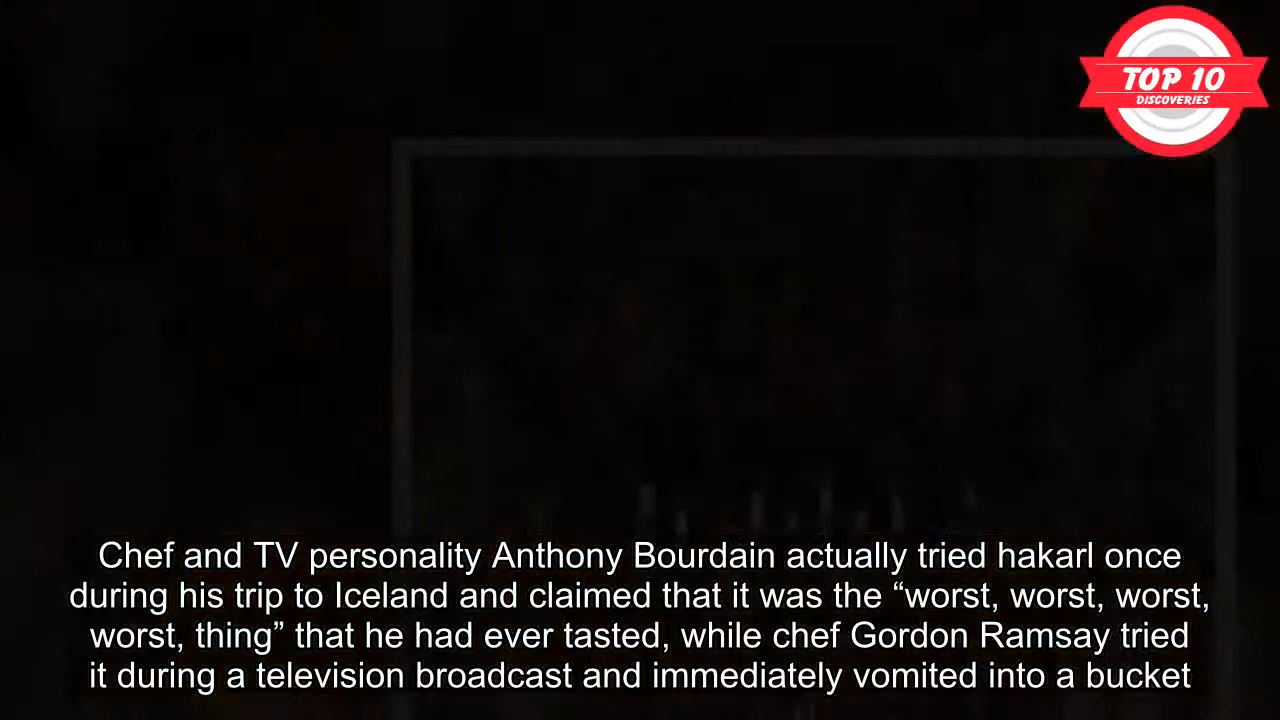 TOP 10
DISCOVERIES
Chef and TV personality Anthony Bourdain actually tried hakarl once
during his trip to Iceland and claimed that it was the “worst, worst, worst,
worst, thing” that he had ever tasted, while chef Gordon Ramsay tried
it during a television broadcast and immediately vomited into a bucket